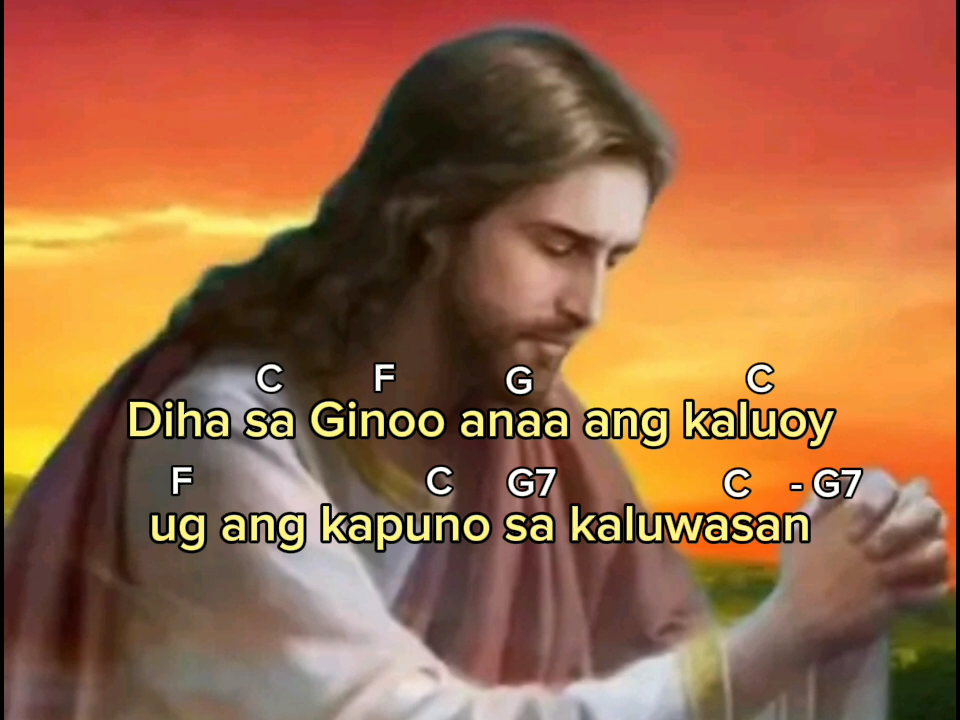 C F G C
Diha sa Ginoo anaa ang kaluoy
F C G7 C - G7
ug ang kapuno sa kaluwasan